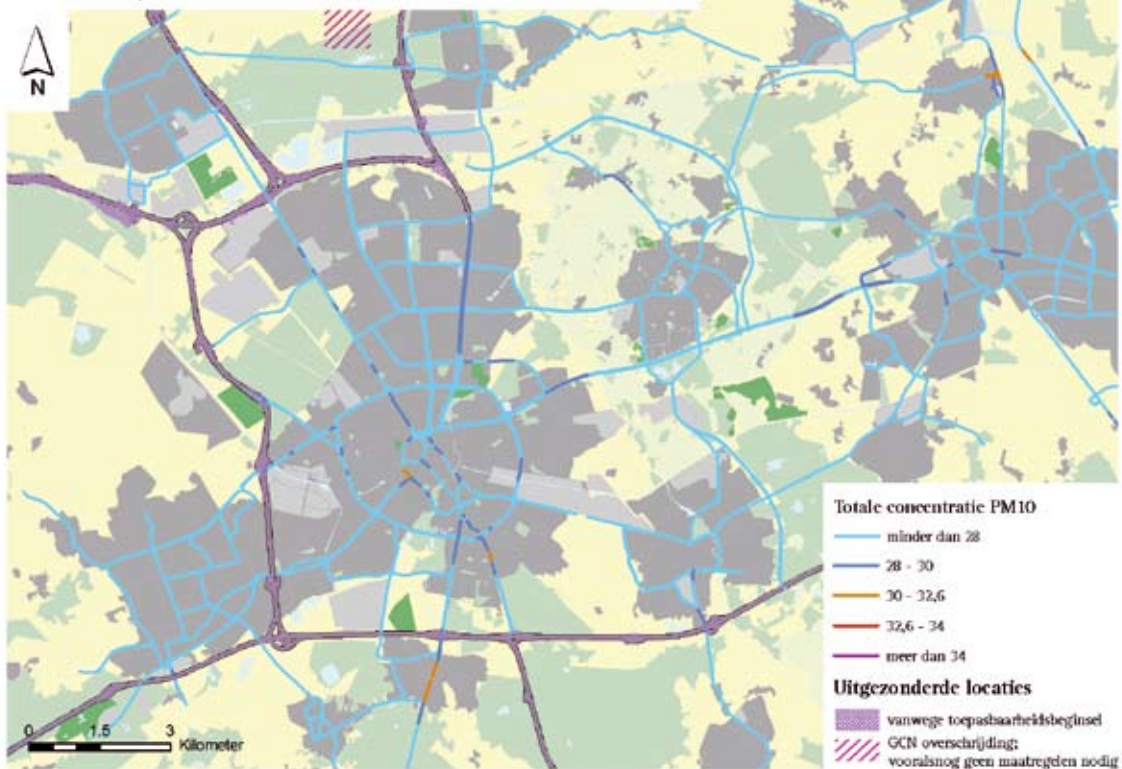 N
Totale concentratie PM10
minder dan 28
28 - 30
30 - 32,6
32,6 - 34
meer dan 34
Uitgezonderde locaties
vanwege toepasbaarheidsbeginsel
GCN overschrijding;
vooralsnog geen maatregelen nodig
0 1.5 3
Kilometer